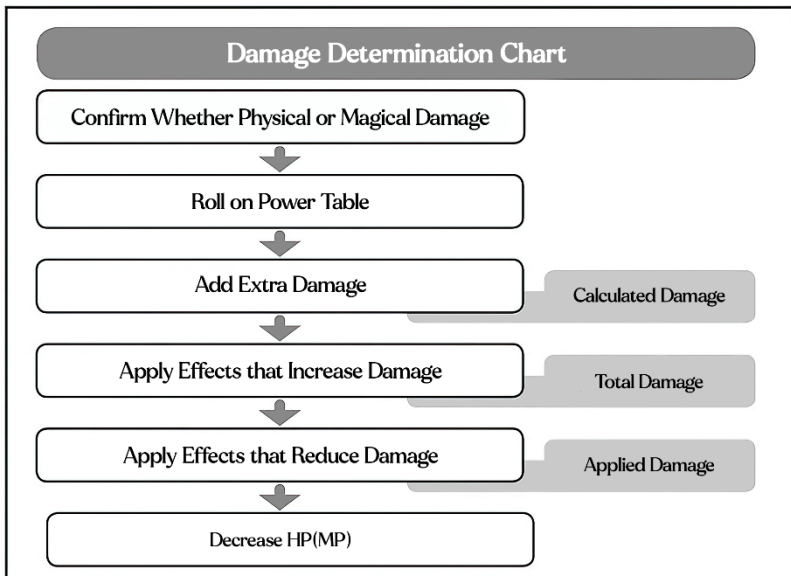 Damage Determination Chart
Confirm Whether Physical or Magical Damage
Roll on Power Table
Add Extra Damage
Calculated Damage
Apply Effects that Increase Damage
Total Damage
Apply Effects that Reduce Damage
Applied Damage
Decrease HP(MP)